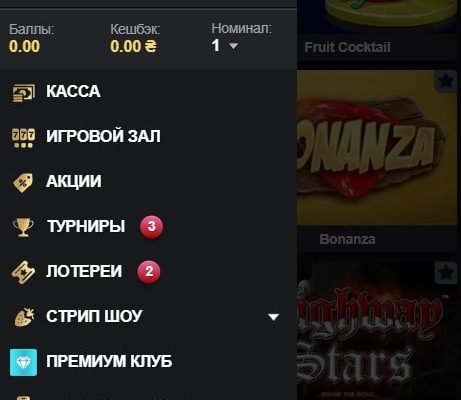 Баллы: Кешбэк: Номинал:
0.00 0.00 ₴ 1
Fruit Cocktail
КАССА
777
ИГРОВОЙ ЗАЛ
BONANZA
АКЦИИ
ТУРНИРЫ 3
Bonanza
ЛОТЕРЕИ 2
СТРИП ШОУ
Highway
Stars
ПРЕМИУМ КЛУБ
...SHARE THE ROAD...